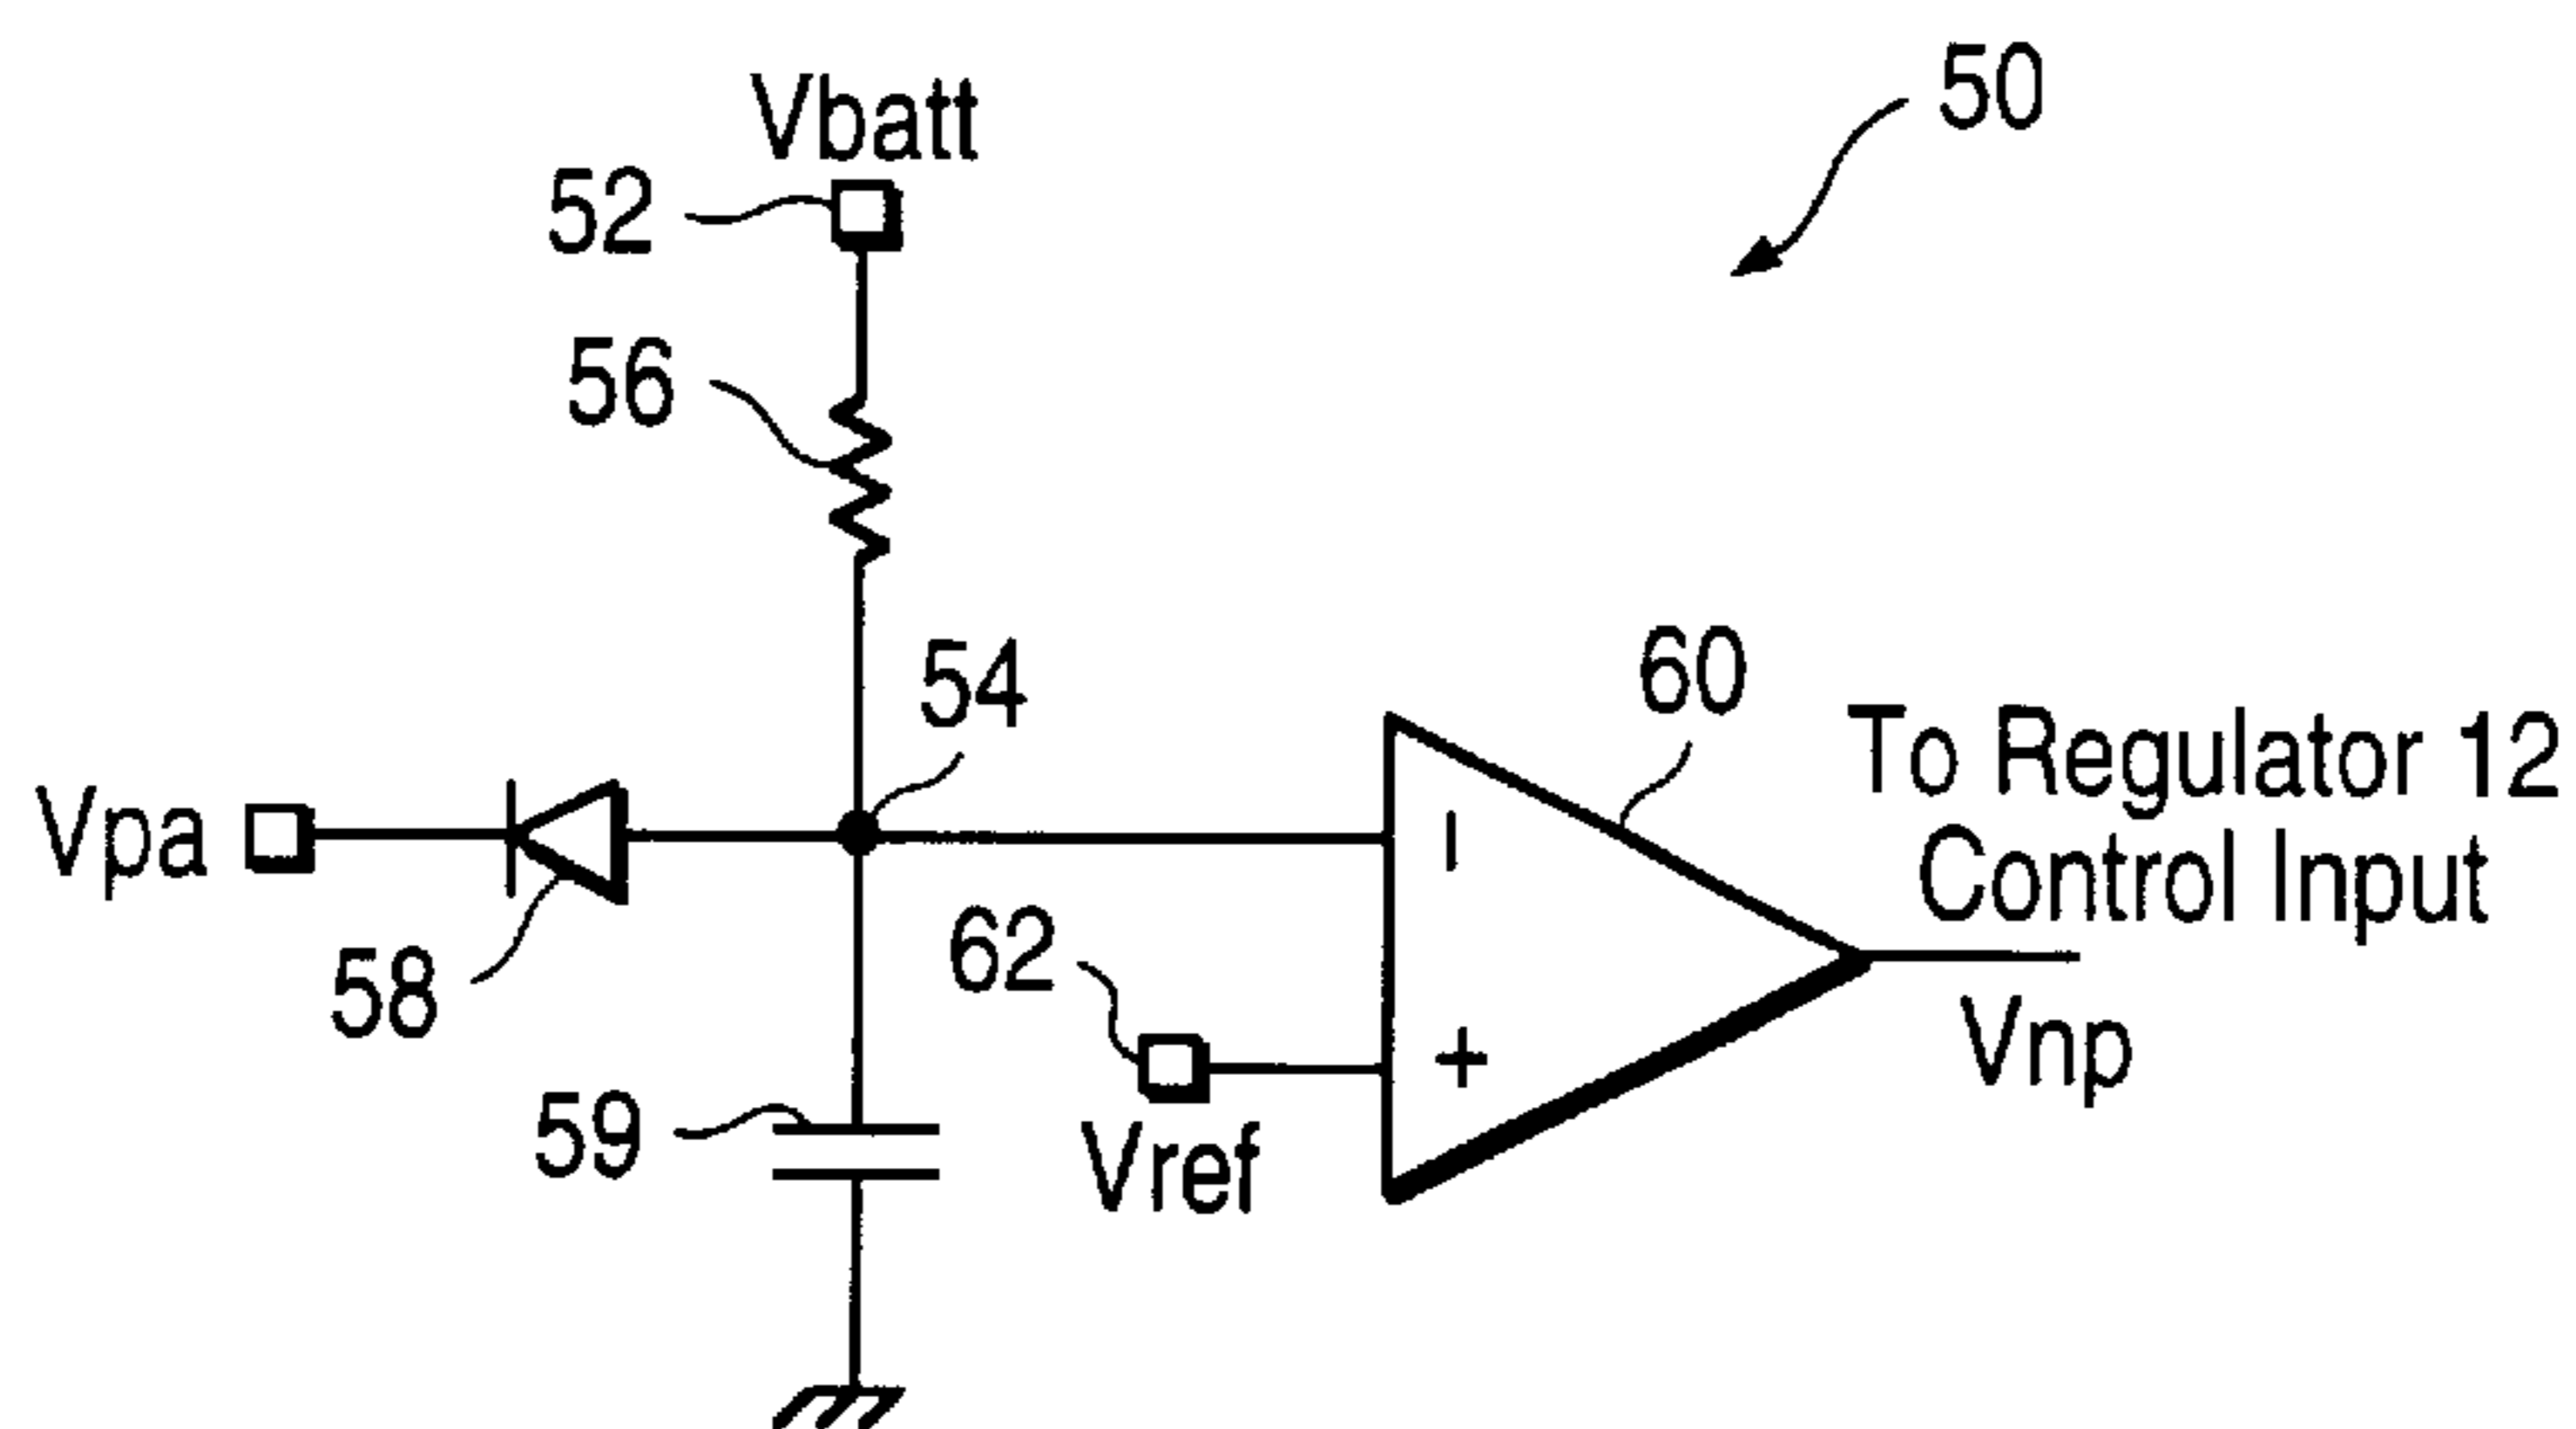 50
Vbatt
52
56
54
60
To Regulator 12
Control Input
Vpa
58
62
−
+
Vnp
59
Vref